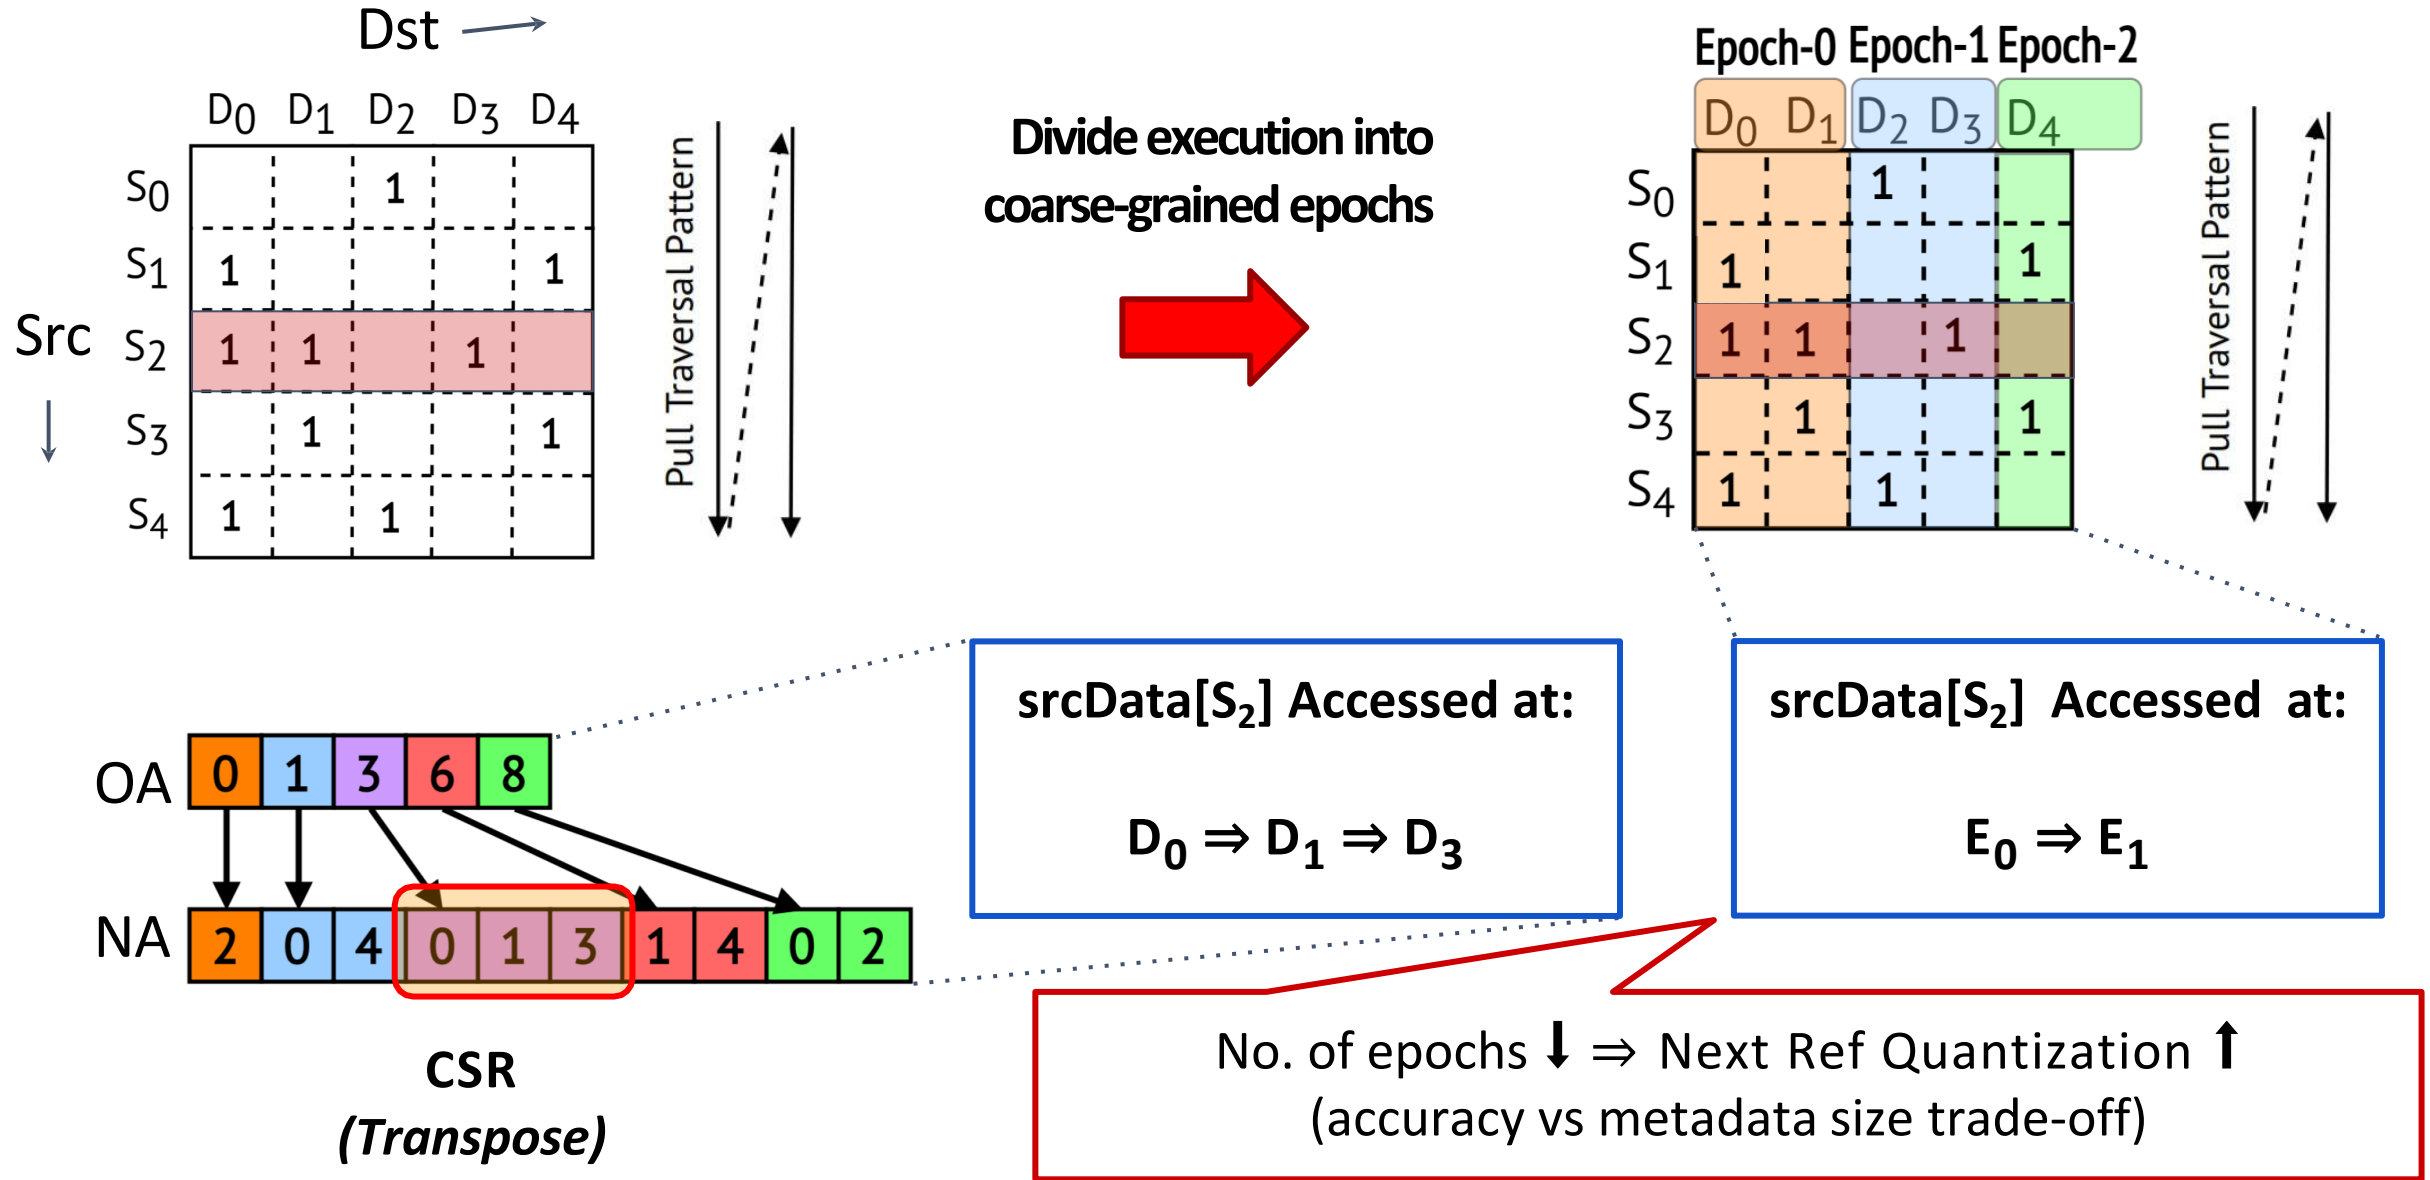 Dst
D0 D1 D2 D3 D4
Src
S0 1
S1 1 1
S2 1 1 1
S3 1 1
S4 1 1
Pull Traversal Pattern
Divide execution into
coarse-grained epochs
Epoch-0 Epoch-1 Epoch-2
D0 D1 D2 D3 D4
S0 1
S1 1 1
S2 1 1 1
S3 1 1
S4 1 1
Pull Traversal Pattern
OA 0 1 3 6 8
NA 2 0 4 0 1 3 1 4 0 2
CSR
(Transpose)
srcData[S2] Accessed at:
D0 ⇒ D1 ⇒ D3
srcData[S2] Accessed at:
E0 ⇒ E1
No. of epochs ⬇ ⇒ Next Ref Quantization ⬆
(accuracy vs metadata size trade-off)